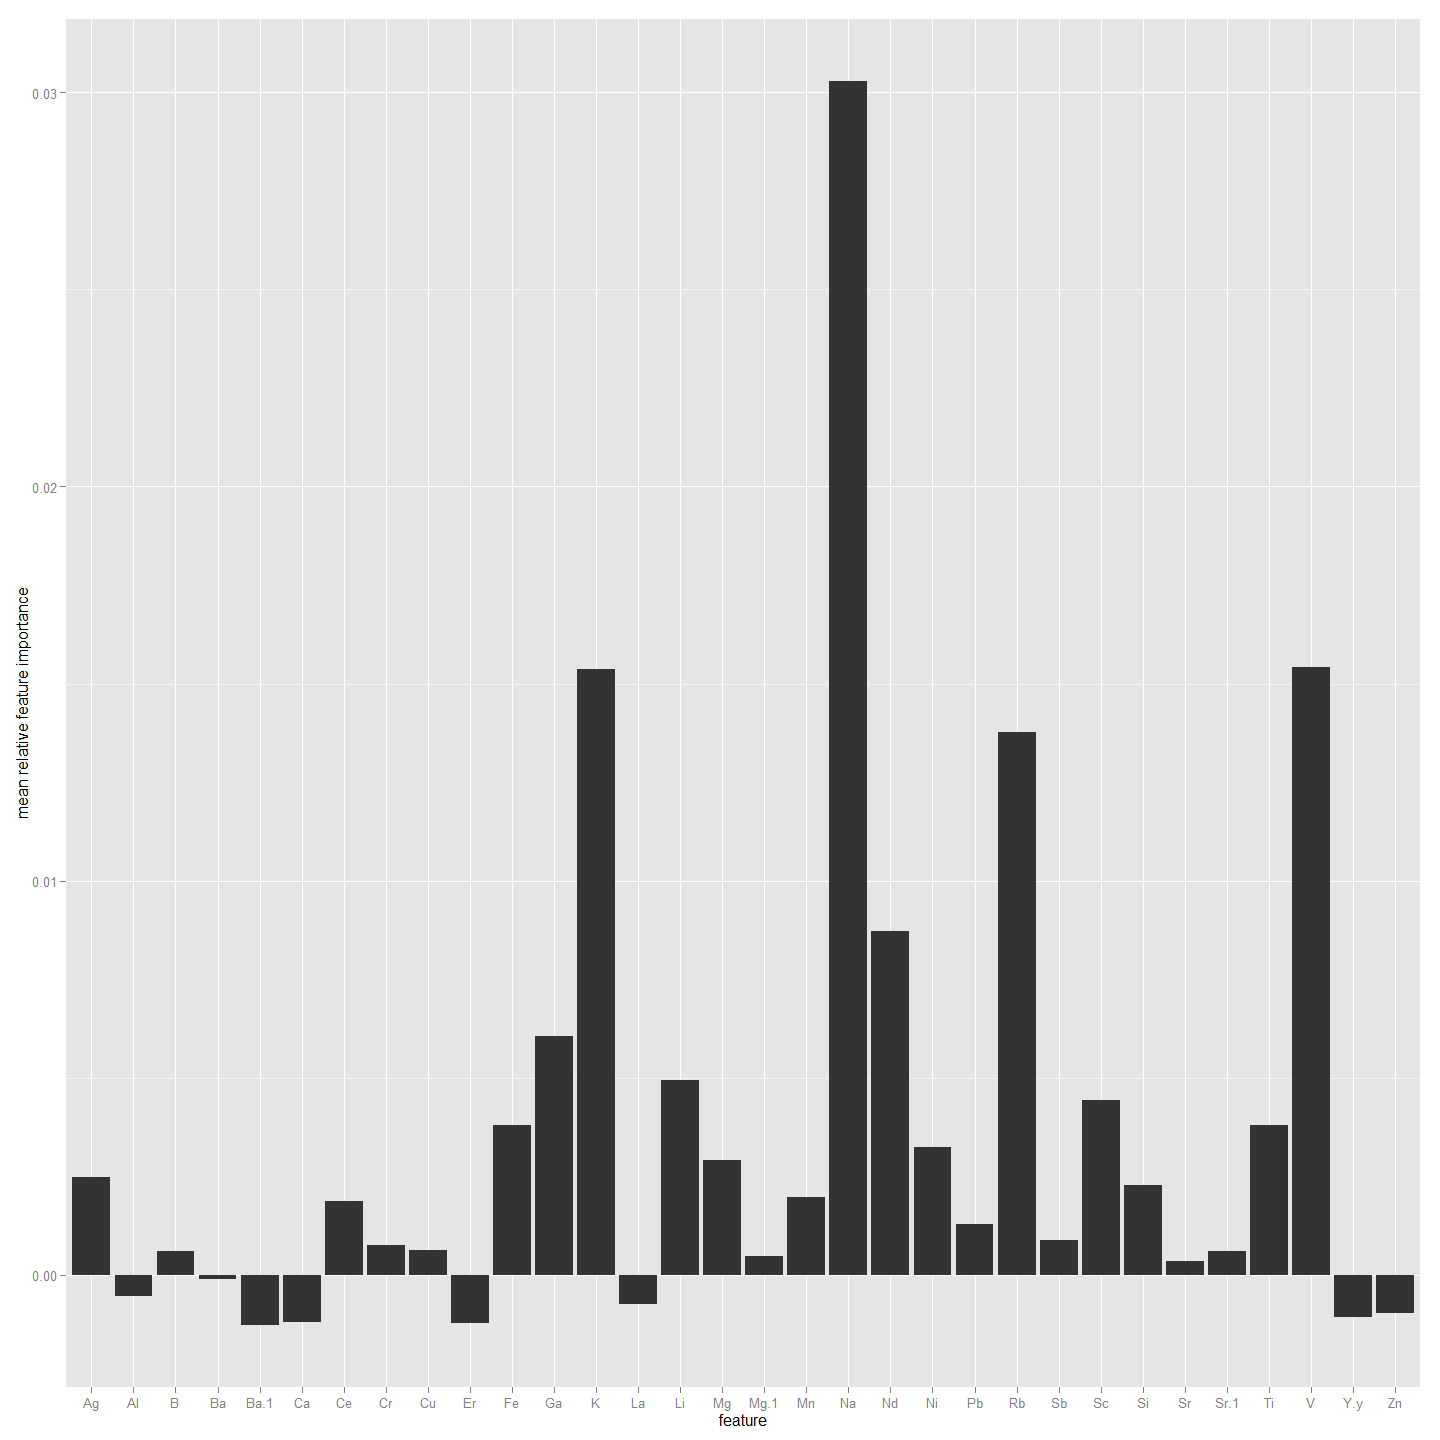 0.03
0.02
0.01
0.00
mean relative feature importance
Ag Al B Ba Ba.1 Ca Ce Cr Cu Er Fe Ga K La Li Mg Mg.1 Mn Na Nd Ni Pb Rb Sb Sc Si Sr Sr.1 Ti V Y.y Zn
feature